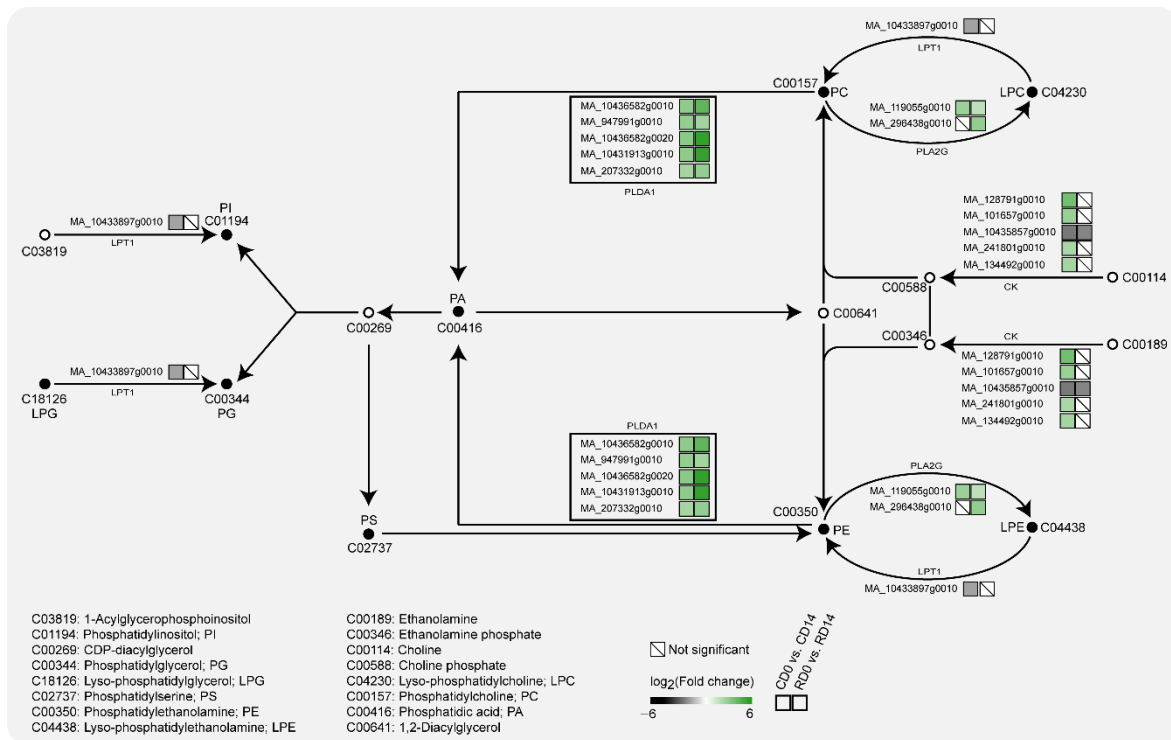 MA_10433897g0010
LPT1
C00157
PC
LPC
C04230
MA_119055g0010
MA_296438g0010
PLA2G
MA_10436582g0010
MA_947991g0010
MA_10436582g0020
MA_10431913g0010
MA_207332g0010
PLDA1
MA_128791g0010
MA_101657g0010
MA_10435857g0010
MA_241801g0010
MA_134492g0010
C00588
CK
C00114
PI
C01194
MA_10433897g0010
LPT1
C03819
PA
C00416
C00269
C00641
C00346
CK
C00189
MA_128791g0010
MA_101657g0010
MA_10435857g0010
MA_241801g0010
MA_134492g0010
MA_10433897g0010
LPT1
C18126
LPG
C00344
PG
PLDA1
MA_10436582g0010
MA_947991g0010
MA_10436582g0020
MA_10431913g0010
MA_207332g0010
PS
C02737
C00350
PE
PLA2G
MA_119055g0010
MA_296438g0010
LPE
C04438
LPT1
MA_10433897g0010
C03819: 1-Acylglycerophosphoinositol
C01194: Phosphatidylinositol; PI
C00269: CDP-diacylglycerol
C00344: Phosphatidylglycerol; PG
C18126: Lyso-phosphatidylglycerol; LPG
C02737: Phosphatidylserine; PS
C00350: Phosphatidylethanolamine; PE
C04438: Lyso-phosphatidylethanolamine; LPE
C00189: Ethanolamine
C00346: Ethanolamine phosphate
C00114: Choline
C00588: Choline phosphate
C04230: Lyso-phosphatidylcholine; LPC
C00157: Phosphatidylcholine; PC
C00416: Phosphatidic acid; PA
C00641: 1,2-Diacylglycerol
Not significant
log2(Fold change)
−6
6
CD0 vs. CD14
RD0 vs. RD14